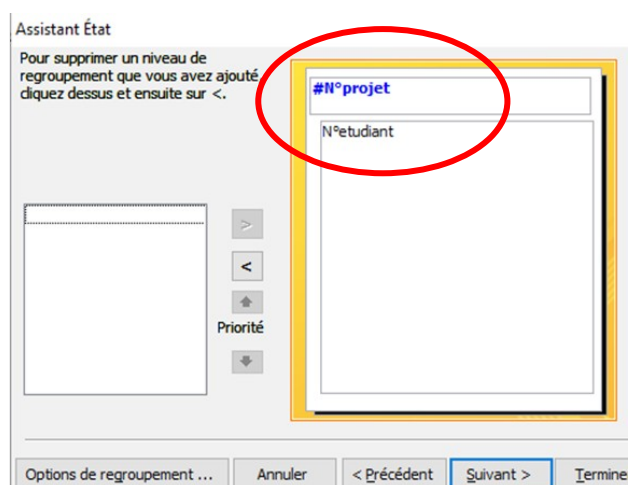 Assistant État
Pour supprimer un niveau de
regroupement que vous avez ajouté,
cliquez dessus et ensuite sur <.
#N°projet
N°etudiant
>
<
Priorité
Options de regroupement ...
Annuler
< Précédent
Suivant >
Termine